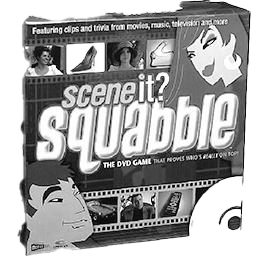 Featuring clips and trivia from movies, music, television and more
scene it?
squabble
THE DVD GAME THAT PROVES WHO'S REALLY ON TOP!